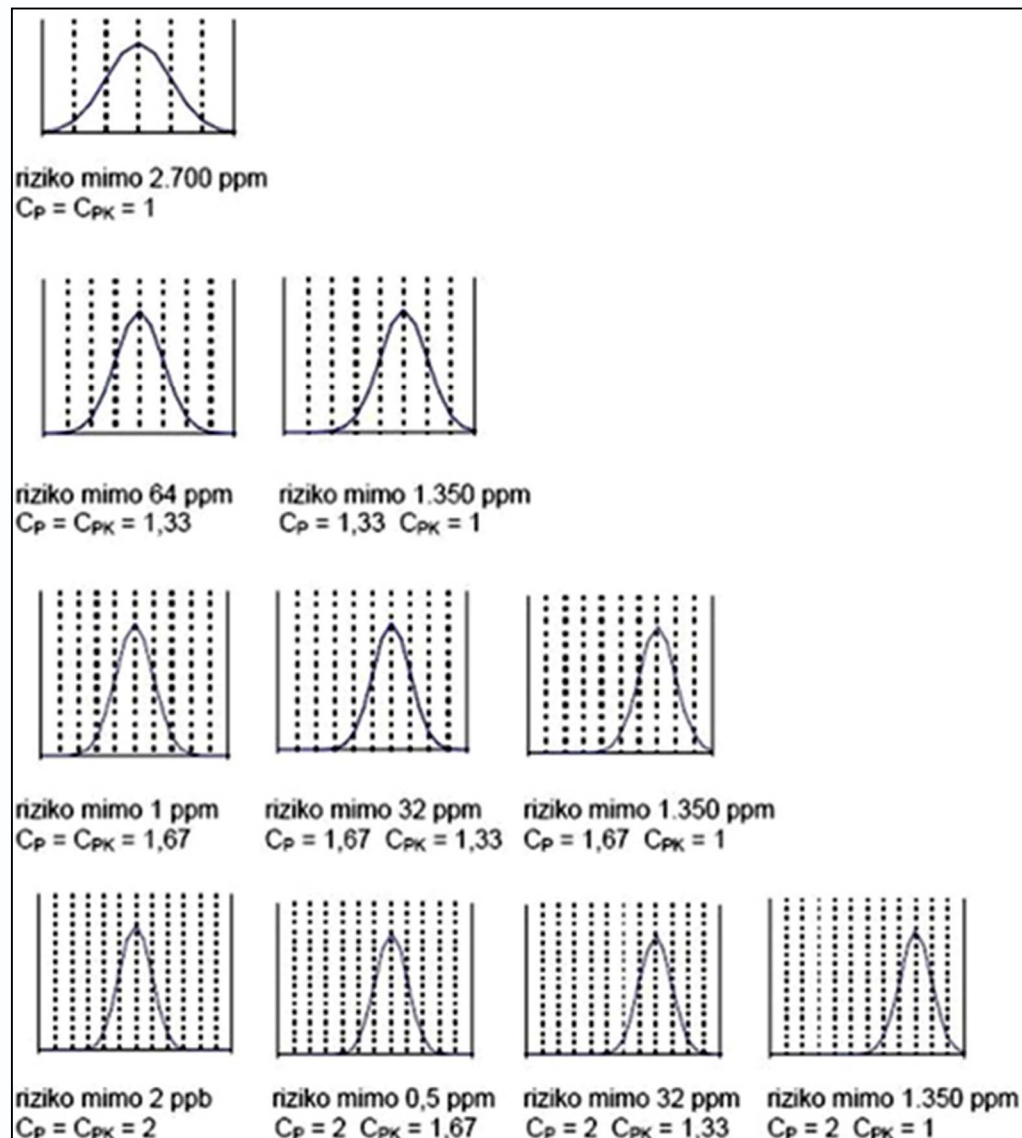 riziko mimo 2.700 ppm
CP = CPK = 1
riziko mimo 64 ppm
CP = CPK = 1,33
riziko mimo 1.350 ppm
CP = 1,33 CPK = 1
riziko mimo 1 ppm
CP = CPK = 1,67
riziko mimo 32 ppm
CP = 1,67 CPK = 1,33
riziko mimo 1.350 ppm
CP = 1,67 CPK = 1
riziko mimo 2 ppb
CP = CPK = 2
riziko mimo 0,5 ppm
CP = 2 CPK = 1,67
riziko mimo 32 ppm
CP = 2 CPK = 1,33
riziko mimo 1.350 ppm
CP = 2 CPK = 1